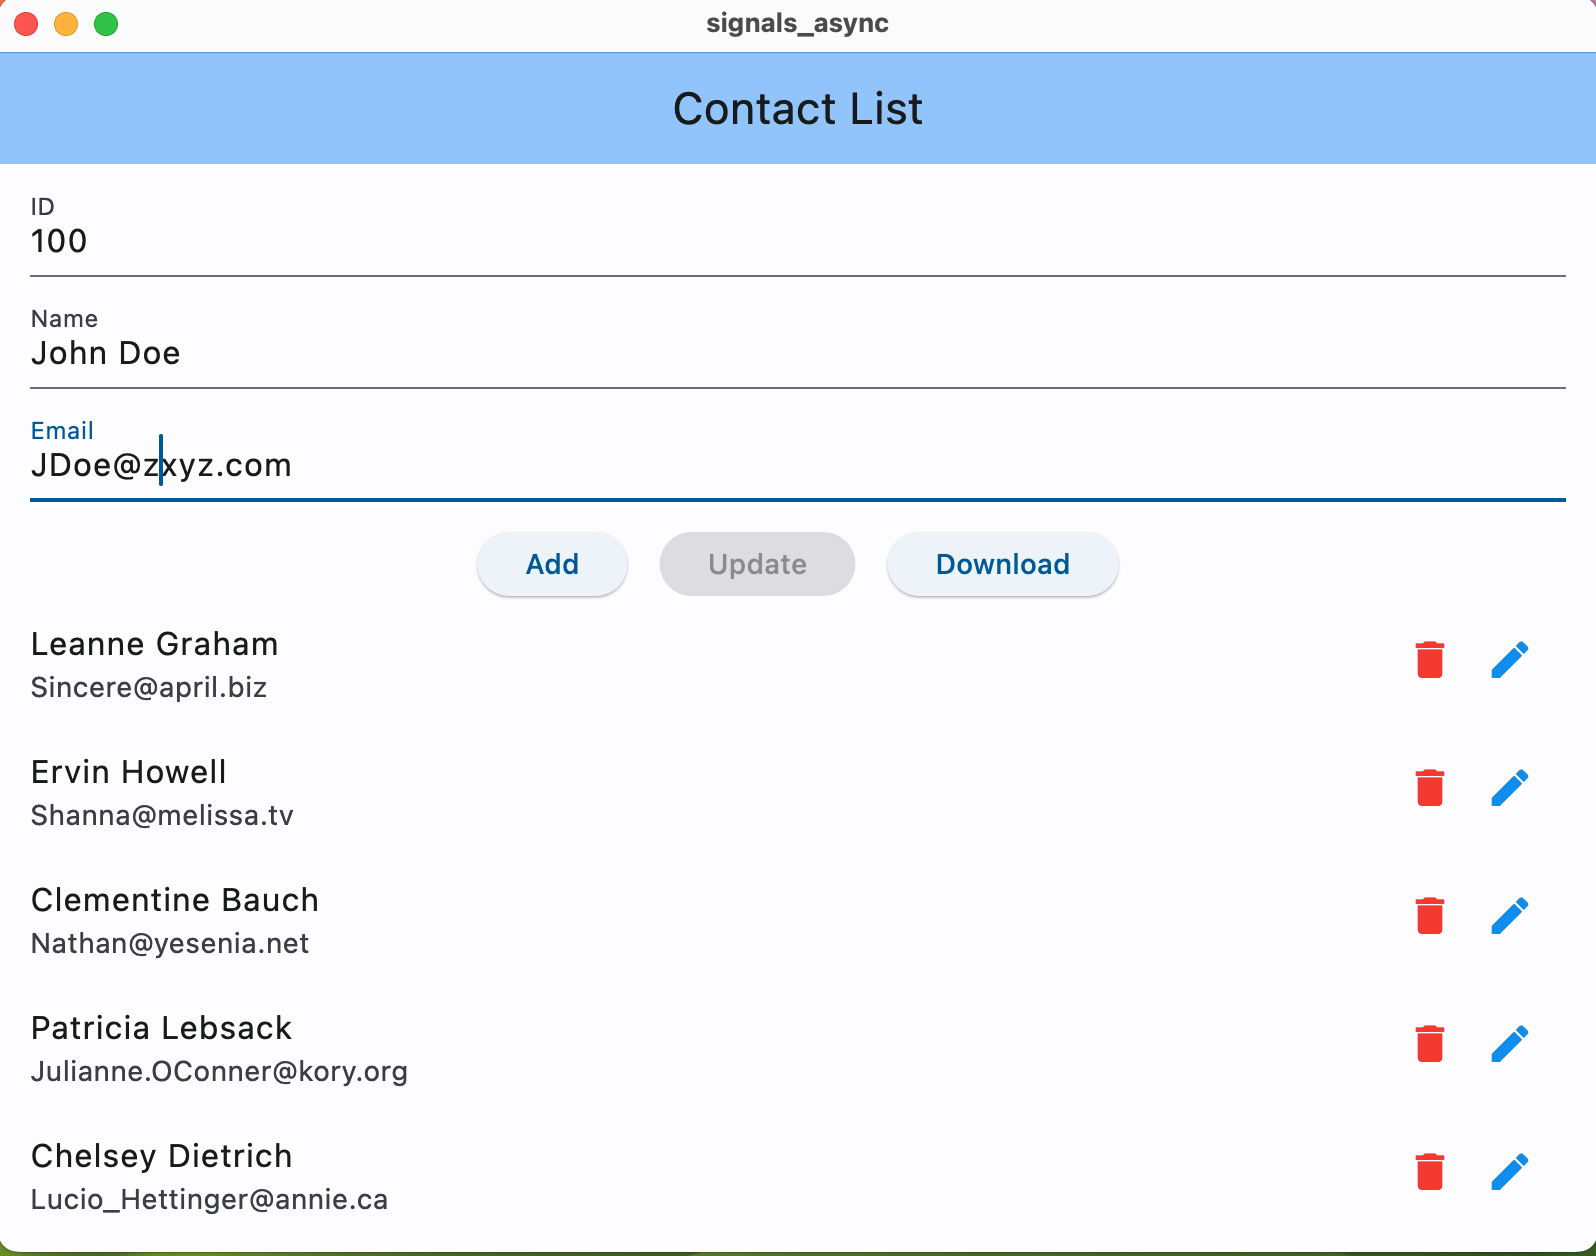 signals_async
Contact List
ID
100
Name
John Doe
Email
JDoe@zxyz.com
Add Update Download
Leanne Graham
Sincere@april.biz
Ervin Howell
Shanna@melissa.tv
Clementine Bauch
Nathan@yesenia.net
Patricia Lebsack
Julianne.OConner@kory.org
Chelsey Dietrich
Lucio_Hettinger@annie.ca